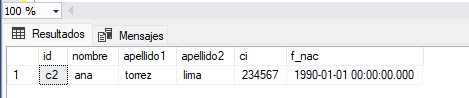 100 %
Resultados Mensajes
id nombre apellido1 apellido2 ci f_nac
1 c2 ana torrez lima 234567 1990-01-01 00:00:00.000